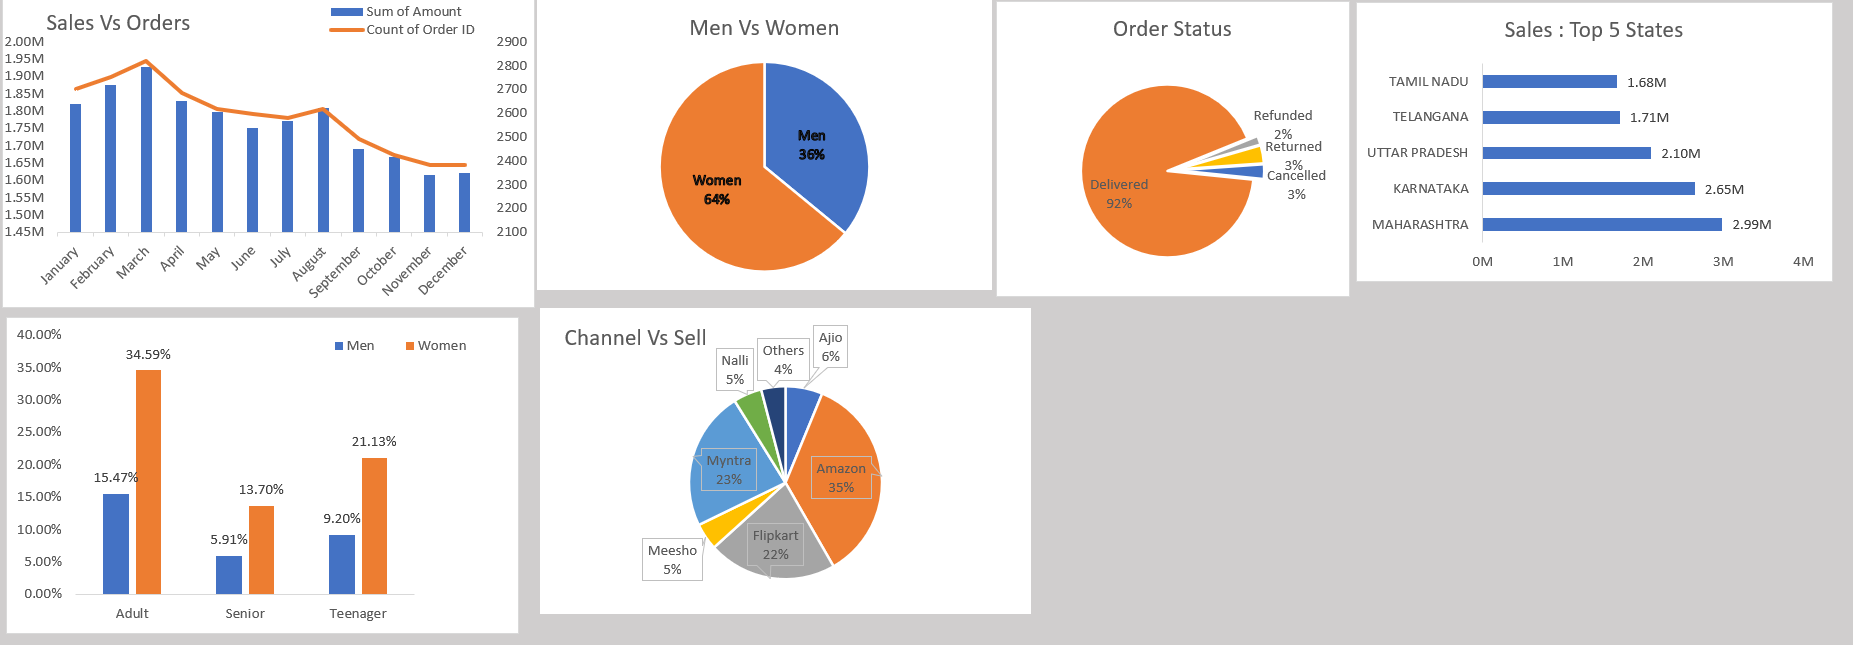 Sales Vs Orders
Sum of Amount
Count of Order ID
2.00M
1.95M
1.90M
1.85M
1.80M
1.75M
1.70M
1.65M
1.60M
1.55M
1.50M
1.45M
2900
2800
2700
2600
2500
2400
2300
2200
2100
January
February
March
April
May
June
July
August
September
October
November
December
Men Vs Women
Men
36%
Women
64%
Order Status
Refunded
2%
Returned
3%
Cancelled
3%
Delivered
92%
Sales : Top 5 States
TAMIL NADU
1.68M
TELANGANA
1.71M
UTTAR PRADESH
2.10M
KARNATAKA
2.65M
MAHARASHTRA
2.99M
0M 1M 2M 3M 4M
Men Women
40.00%
35.00%
30.00%
25.00%
20.00%
15.00%
10.00%
5.00%
0.00%
15.47%
34.59%
5.91%
13.70%
9.20%
21.13%
Adult Senior Teenager
Channel Vs Sell
Nalli
5%
Others
4%
Ajio
6%
Myntra
23%
Amazon
35%
Flipkart
22%
Meesho
5%